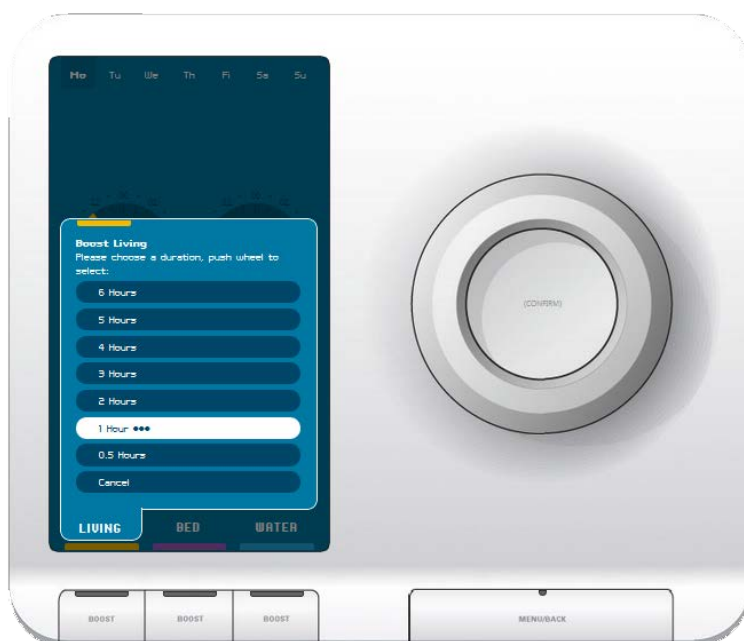 Mo Tu We Th Fi Sa Su
Boost Living
Please choose a duration, push wheel to
select:
6 Hours
5 Hours
4 Hours
3 Hours
2 Hours
1 Hour •••
0.5 Hours
Cancel
LIVING BED WATER
(CONFIRM)
BOOST BOOST BOOST MENU/BACK